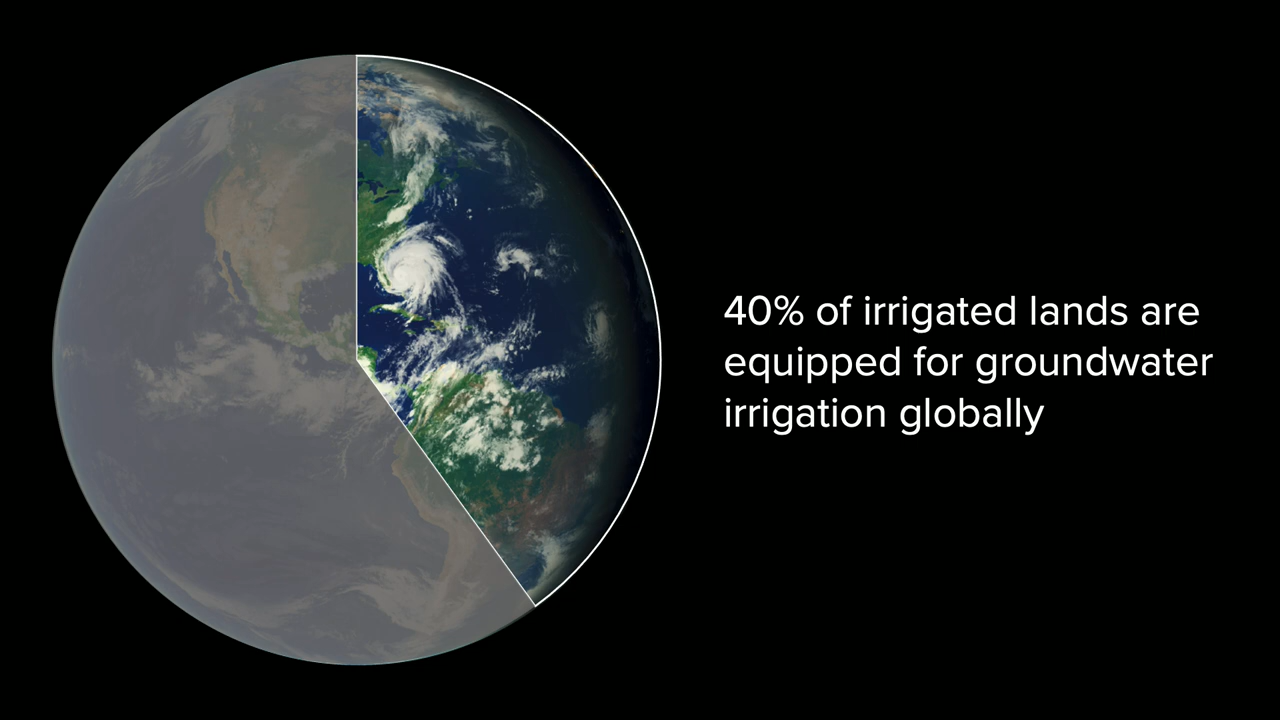 40% of irrigated lands are
equipped for groundwater
irrigation globally